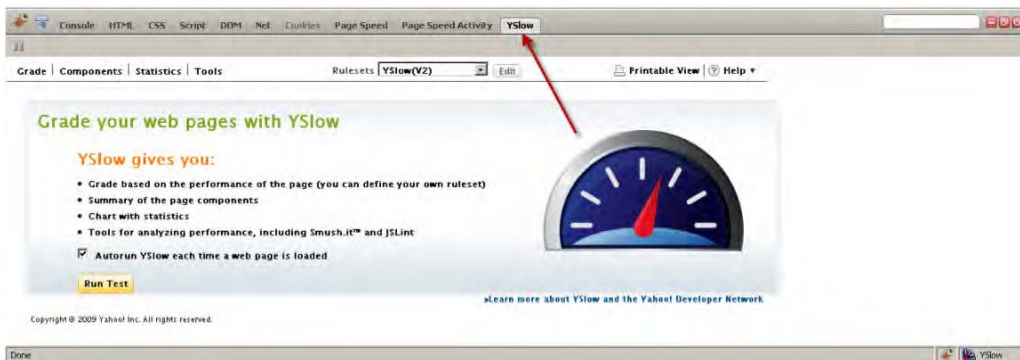 Console HTML CSS Script DOM Net Cookies Page Speed Page Speed Activity YSlow
Grade Components Statistics Tools Rulesets YSlow(V2) Edit Printable View ? Help
Grade your web pages with YSlow
YSlow gives you:
• Grade based on the performance of the page (you can define your own ruleset)
• Summary of the page components
• Chart with statistics
• Tools for analyzing performance, including Smush.it™ and JSLint
Autorun YSlow each time a web page is loaded
Run Test
»Learn more about YSlow and the Yahoo! Developer Network
Copyright @ 2009 Yahoo! Inc. All rights reserved.
Done YSlow